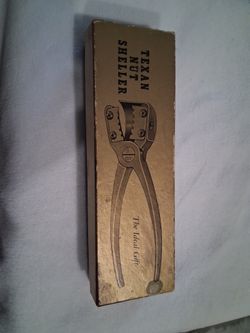 TEXAN
NUT
SHELLER
The Ideal Gift